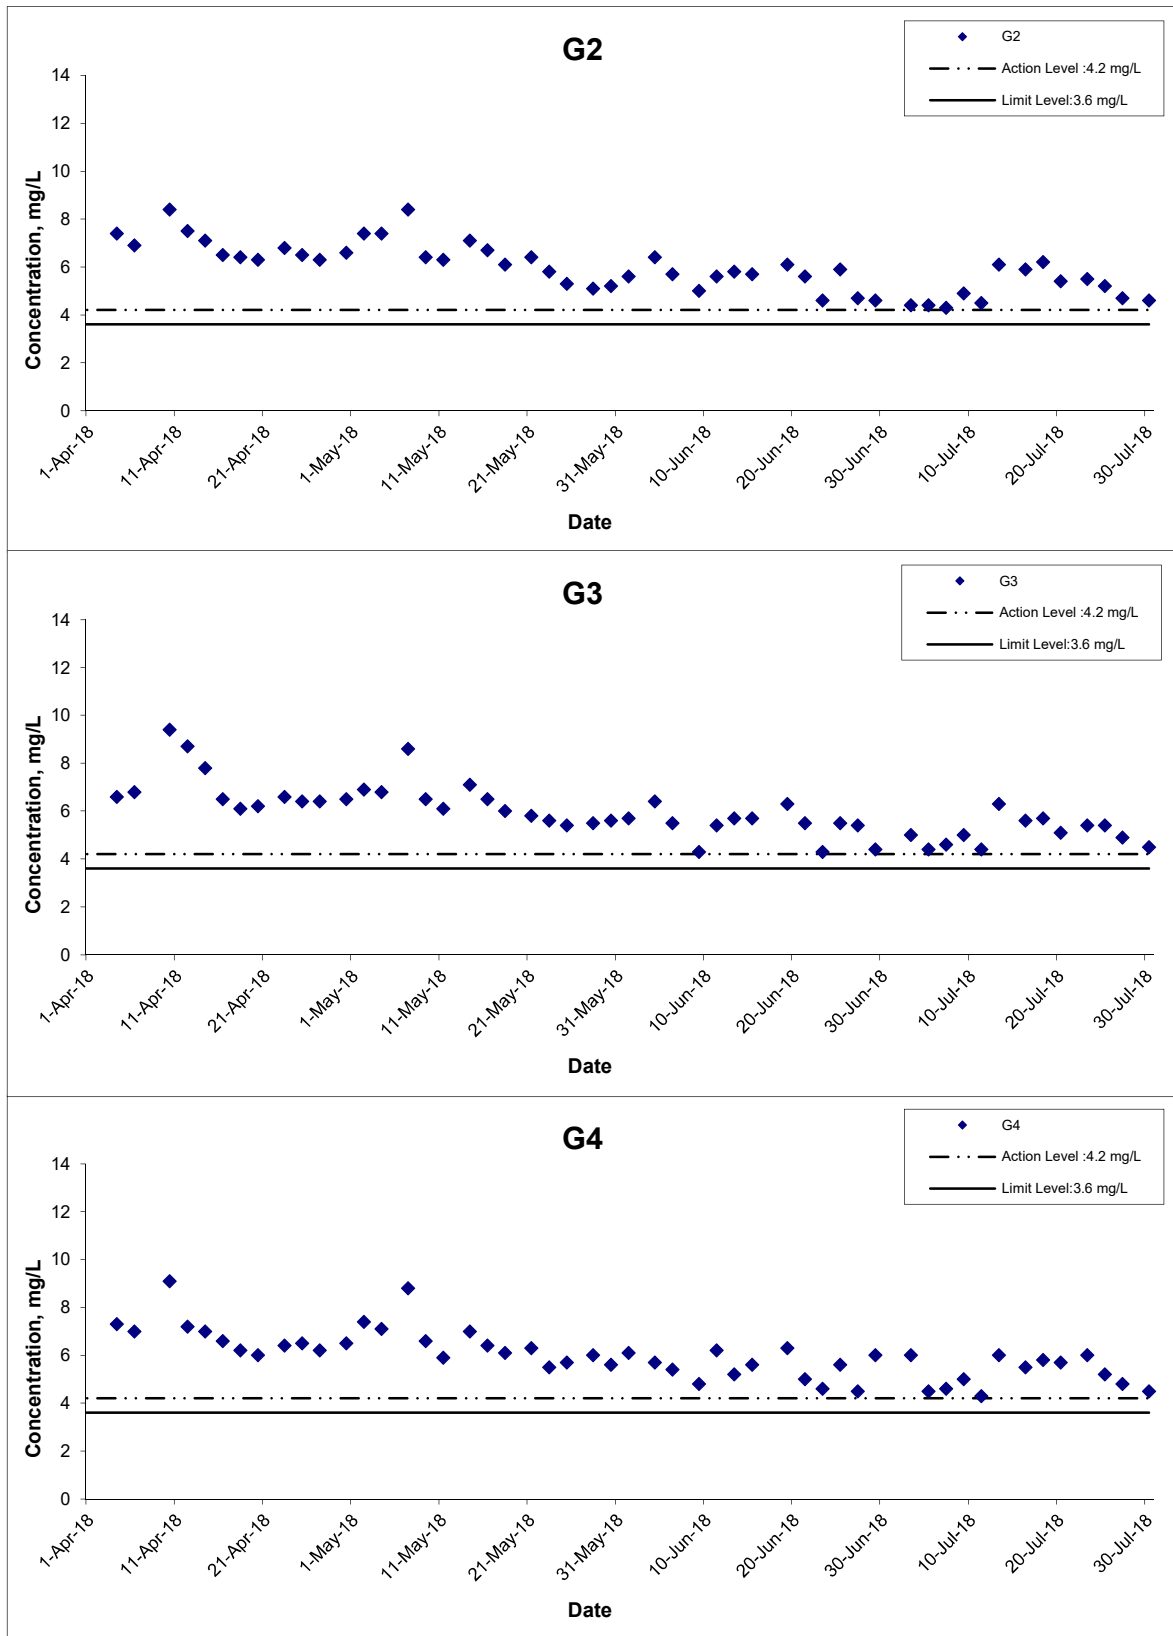 G2
G2
Action Level :4.2 mg/L
Limit Level:3.6 mg/L
Concentration, mg/L
14
12
10
8
6
4
2
0
1-Apr-18
11-Apr-18
21-Apr-18
1-May-18
11-May-18
21-May-18
31-May-18
10-Jun-18
20-Jun-18
30-Jun-18
10-Jul-18
20-Jul-18
30-Jul-18
Date
G3
G3
Action Level :4.2 mg/L
Limit Level:3.6 mg/L
Concentration, mg/L
14
12
10
8
6
4
2
0
1-Apr-18
11-Apr-18
21-Apr-18
1-May-18
11-May-18
21-May-18
31-May-18
10-Jun-18
20-Jun-18
30-Jun-18
10-Jul-18
20-Jul-18
30-Jul-18
Date
G4
G4
Action Level :4.2 mg/L
Limit Level:3.6 mg/L
Concentration, mg/L
14
12
10
8
6
4
2
0
1-Apr-18
11-Apr-18
21-Apr-18
1-May-18
11-May-18
21-May-18
31-May-18
10-Jun-18
20-Jun-18
30-Jun-18
10-Jul-18
20-Jul-18
30-Jul-18
Date